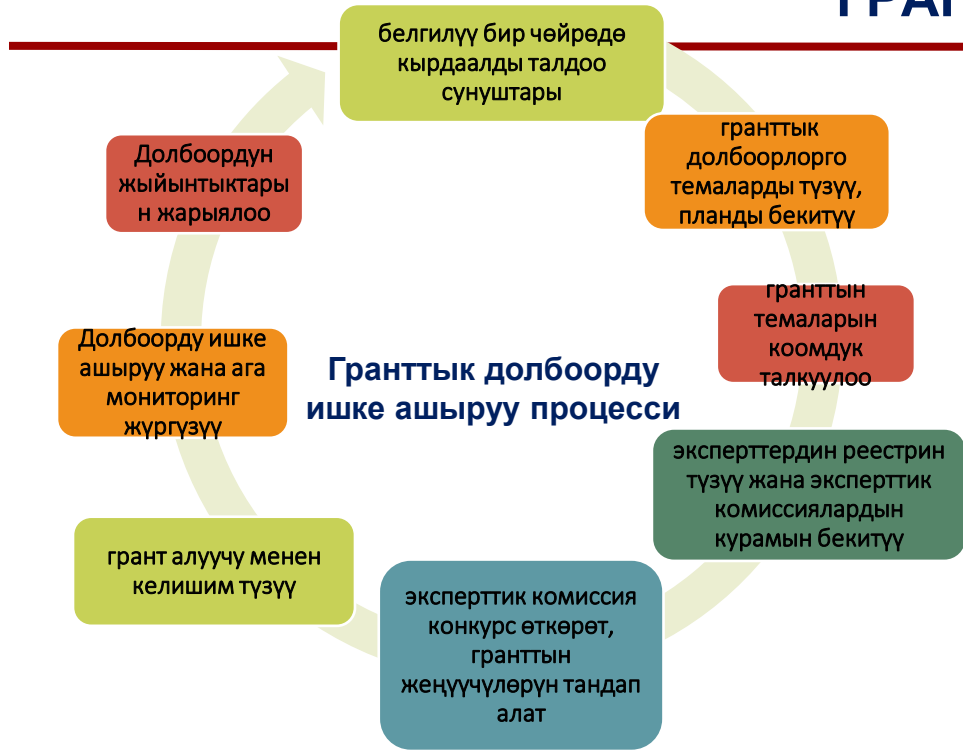 белгилүү бир чөйрөдө
кырдаалды талдоо
сунуштары
гранттык
долбоорлорго
темаларды түзүү,
планды бекитүү
гранттын
темаларын
коомдук
талкуулоо
эксперттердин реестрин
түзүү жана эксперттик
комиссиялардын
курамын бекитүү
эксперттик комиссия
конкурс өткөрөт,
гранттын
жеңүүчүлөрүн тандап
алат
грант алуучу менен
келишим түзүү
Долбоорду ишке
ашыруу жана ага
мониторинг
жүргүзүү
Долбоордун
жыйынтыктары
н жарыялоо
Гранттык долбоорду
ишке ашыруу процесси